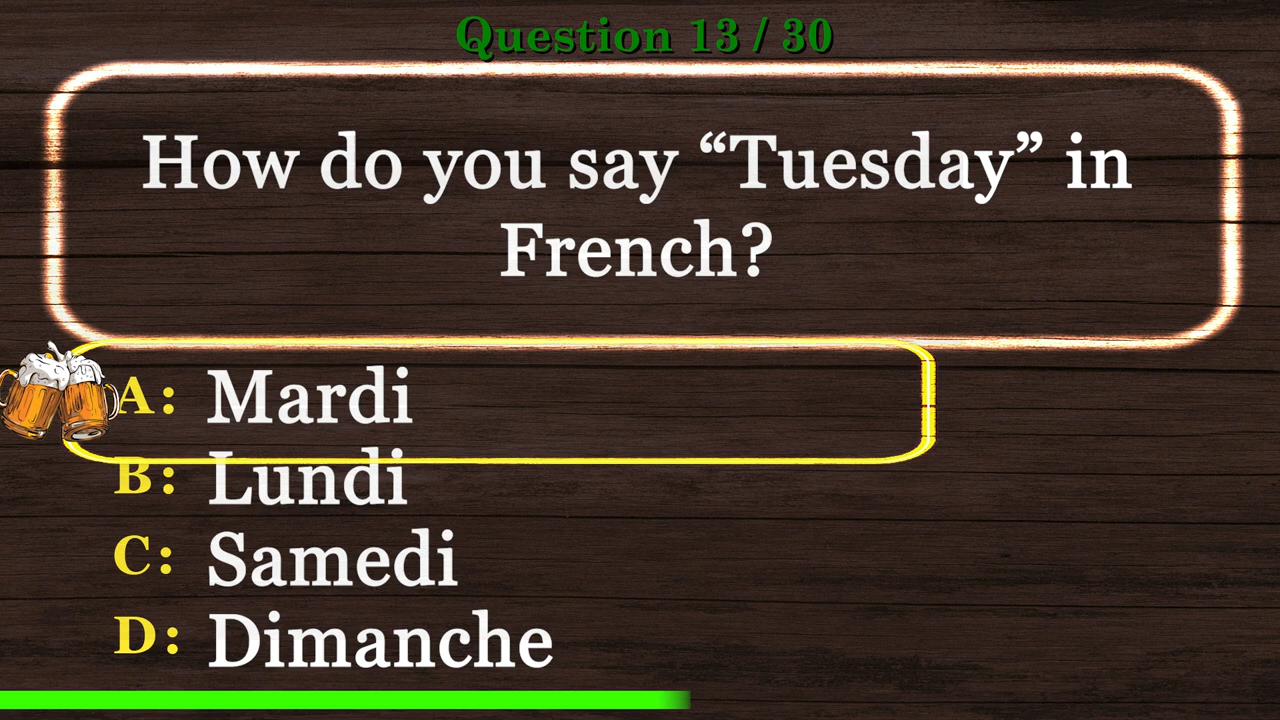 Question 13 / 30
How do you say “Tuesday” in
French?
A: Mardi
B: Lundi
C: Samedi
D: Dimanche